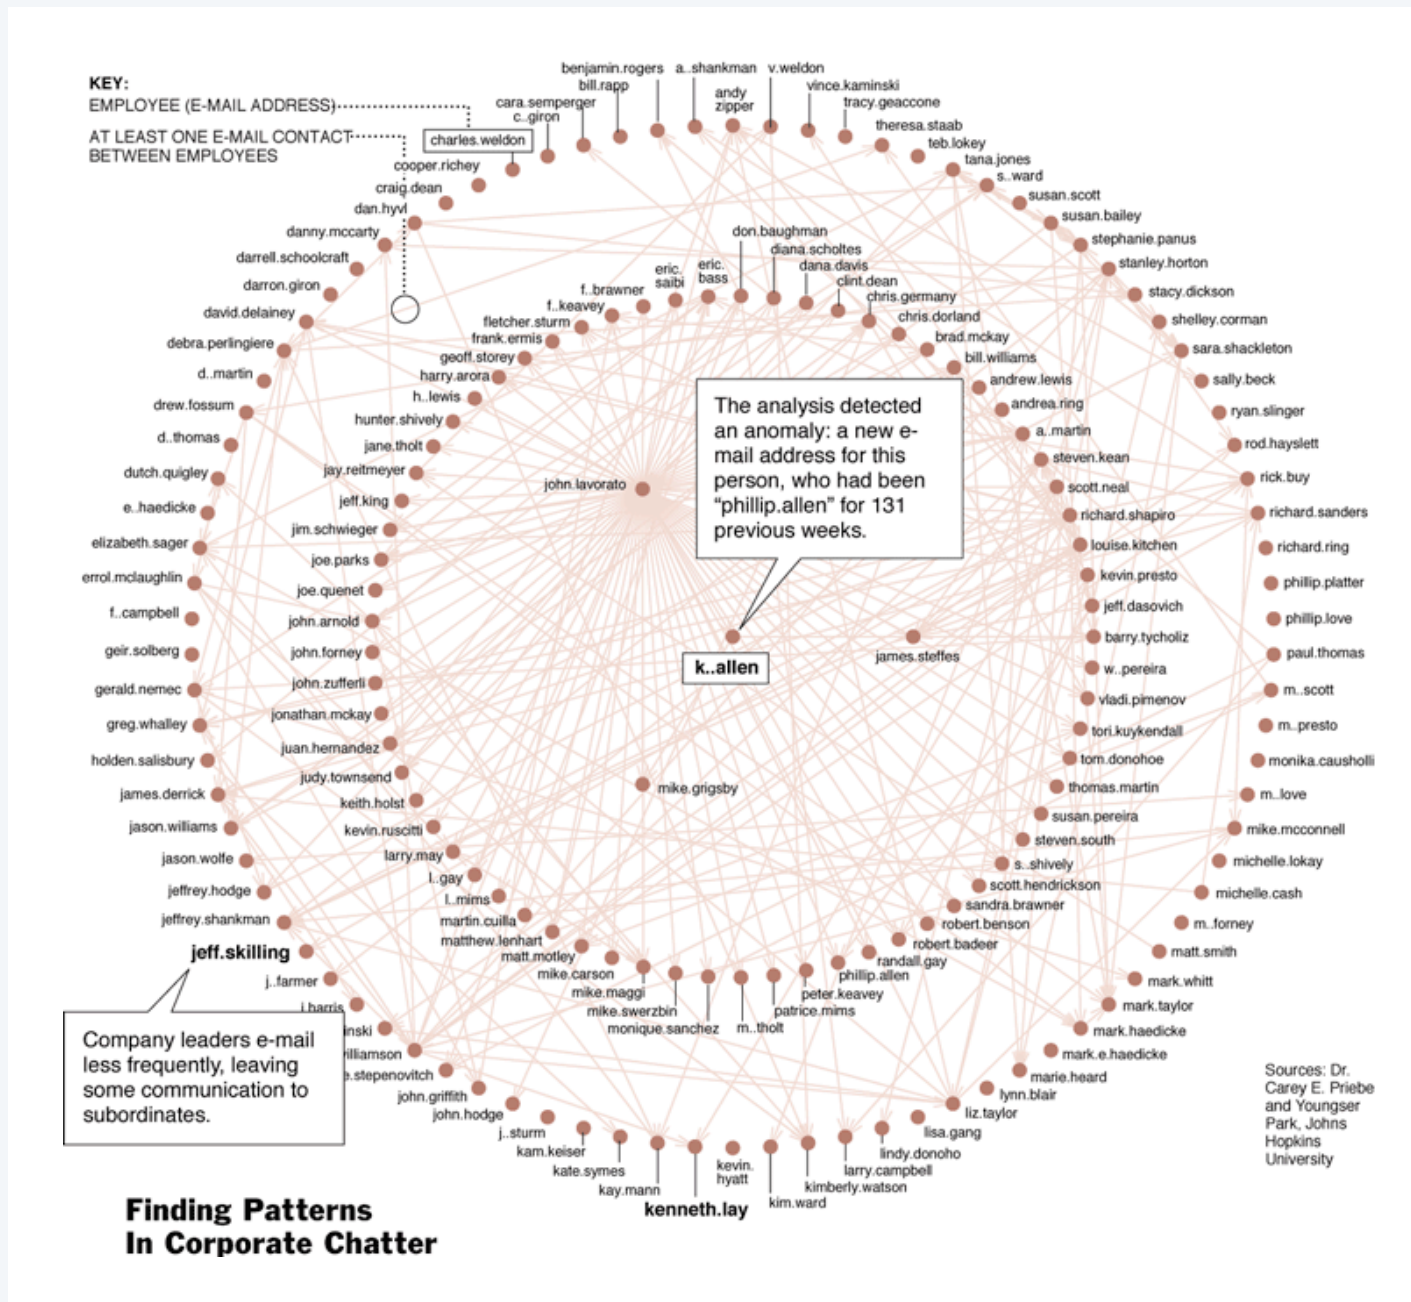 KEY:
EMPLOYEE (E-MAIL ADDRESS)
AT LEAST ONE E-MAIL CONTACT
BETWEEN EMPLOYEES
charles.weldon
cooper.richey
craig.dean
dan.hyvl
danny.mccarty
darrell.schoolcraft
darron.giron
david.delainey
debra.perlingiere
d..martin
drew.fossum
d..thomas
dutch.quigley
e..haedicke
elizabeth.sager
errol.mclaughlin
f..campbell
geir.solberg
gerald.nemec
greg.whalley
holden.salisbury
james.derrick
jason.williams
jason.wolfe
jeffrey.hodge
jeffrey.shankman
jeff.skilling
j..farmer
j.harris
inski
illiamson
e.stepenovitch
john.griffith
john.hodge
j..sturm
kam.keiser
kate.symes
kay.mann
kenneth.lay
kevin.
hyatt
kim.ward
kimberly.watson
larry.campbell
lindy.donoho
lisa.gang
liz.taylor
lynn.blair
marie.heard
mark.e.haedicke
mark.haedicke
mark.taylor
mark.whitt
matt.smith
m..forney
michelle.cash
michelle.lokay
mike.mcconnell
m..love
monika.causholli
m..presto
m..scott
paul.thomas
phillip.love
phillip.platter
richard.ring
richard.sanders
rick.buy
rod.hayslett
ryan.slinger
sally.beck
sara.shackleton
shelley.corman
stacy.dickson
stanley.horton
stephanie.panus
susan.bailey
susan.scott
s..ward
tana.jones
teb.lokey
theresa.staab
tracy.geaccone
vince.kaminski
v.weldon
andy
zipper
a..shankman
benjamin.rogers
bill.rapp
cara.semperger
c..giron
don.baughman
diana.scholtes
dana.davis
clint.dean
chris.germany
chris.dorland
brad.mckay
bill.williams
andrew.lewis
andrea.ring
a..martin
steven.kean
scott.neal
richard.shapiro
louise.kitchen
kevin.presto
jeff.dasovich
barry.tycholiz
w..pereira
vladi.pimenov
tori.kuykendall
tom.donohoe
thomas.martin
susan.pereira
steven.south
s..shively
scott.hendrickson
sandra.brawner
robert.benson
robert.badeer
randall.gay
phillip.allen
peter.keavey
patrice.mims
m..tholt
monique.sanchez
mike.swerzbin
mike.maggi
mike.carson
matt.motley
matthew.lenhart
martin.cuilla
l..mims
l..gay
larry.may
kevin.ruscitti
keith.holst
judy.townsend
juan.hernandez
jonathan.mckay
john.zufferli
john.forney
john.arnold
joe.quenet
joe.parks
jim.schwieger
jeff.king
jay.reitmeyer
jane.tholt
hunter.shively
h..lewis
harry.arora
geoff.storey
frank.ermis
fletcher.sturm
f..keavey
f..brawner
eric.
saibi
eric.
bass
john.lavorato
The analysis detected
an anomaly: a new e-
mail address for this
person, who had been
“phillip.allen” for 131
previous weeks.
k..allen
james.steffes
mike.grigsby
Company leaders e-mail
less frequently, leaving
some communication to
subordinates.
Sources: Dr.
Carey E. Priebe
and Youngser
Park, Johns
Hopkins
University
Finding Patterns
In Corporate Chatter